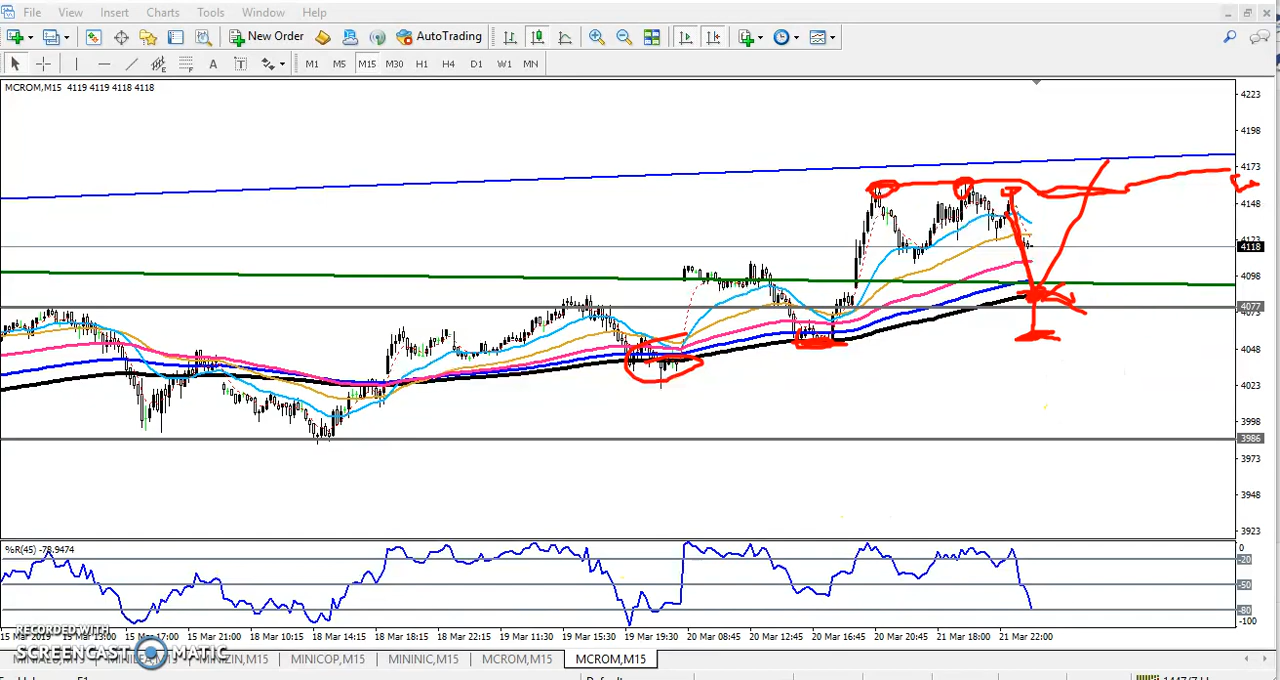 File View Insert Charts Tools Window Help
New Order AutoTrading
A T M1 M5 M15 M30 H1 H4 D1 W1 MN
MCROM,M15 4119 4119 4118 4118
4223
4198
4173
4148
4123
4118
4098
4077
4073
4048
4023
3998
3986
3973
3948
3923
%R(45) -78.9474
0
-20
-50
-80
-100
15 Mar 2019 15 Mar 13:00 15 Mar 17:00 15 Mar 21:00 18 Mar 10:15 18 Mar 14:15 18 Mar 18:15 18 Mar 22:15 19 Mar 11:30 19 Mar 15:30 19 Mar 19:30 20 Mar 08:45 20 Mar 12:45 20 Mar 16:45 20 Mar 20:45 21 Mar 18:00 21 Mar 22:00
RECORDED WITH
SCREENCAST MATIC
MINIZIN,M15 MINICOP,M15 MININIC,M15 MCROM,M15 MCROM,M15